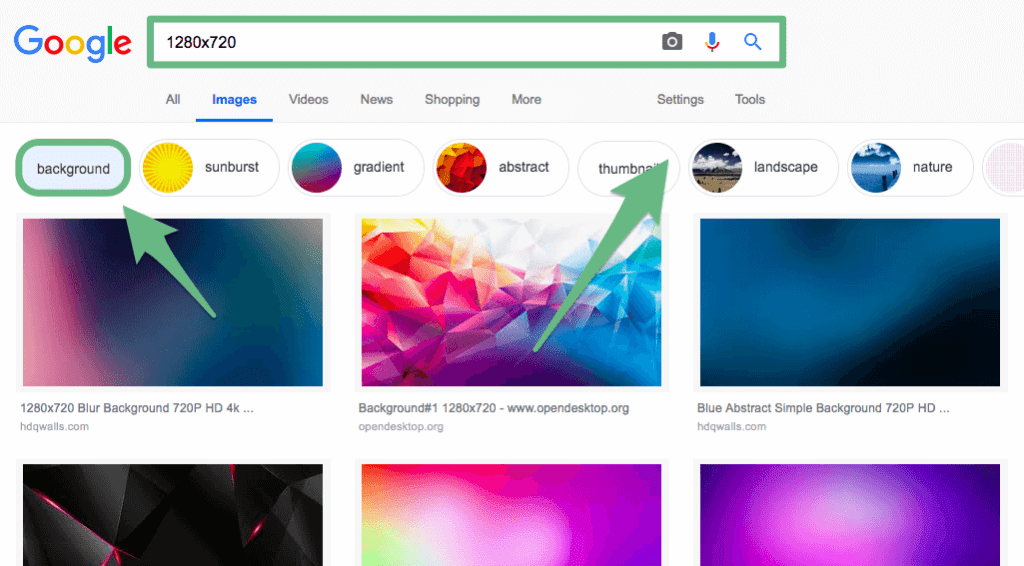 Google
1280x720
All Images Videos News Shopping More Settings Tools
background sunburst gradient abstract landscape nature
1280x720 Blur Background 720P HD 4k ...
hdqwalls.com
Background#1 1280x720 - www.opendesktop.org
opendesktop.org
Blue Abstract Simple Background 720P HD ...
hdqwalls.com